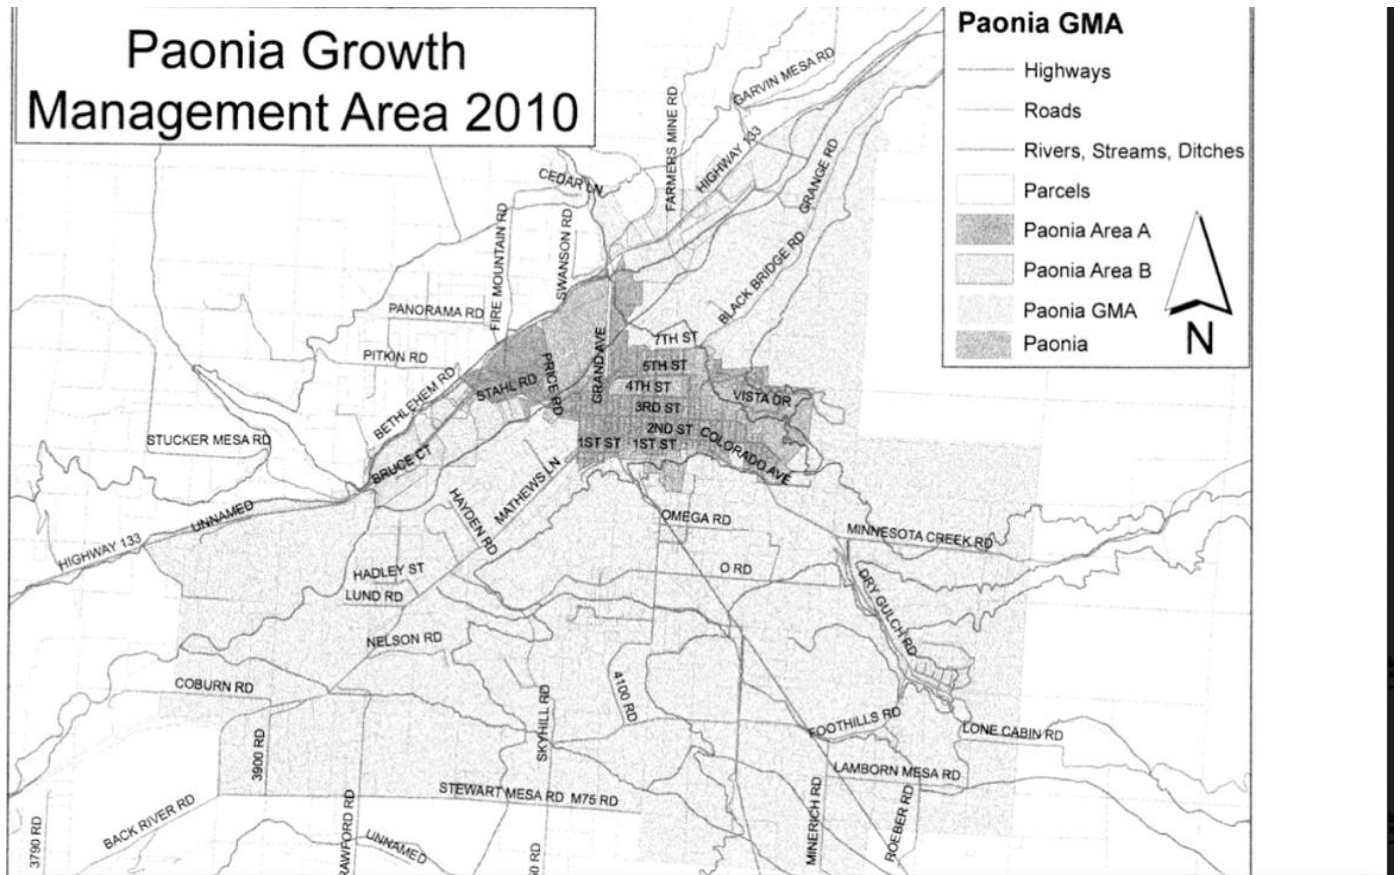 Paonia Growth
Management Area 2010
Paonia GMA
Highways
Roads
Rivers, Streams, Ditches
Parcels
Paonia Area A
Paonia Area B
Paonia GMA
Paonia
N
GARVIN MESA RD
FARMERS MINE RD
HIGHWAY 133
GRANGE RD
CEDAR LN
FIRE MOUNTAIN RD
SWANSON RD
BLACK BRIDGE RD
PANORAMA RD
PITKIN RD
7TH ST
5TH ST
4TH ST
3RD ST
2ND ST
1ST ST
1ST ST
GRAND AVE
PRICE RD
STAHL RD
VISTA DR
COLORADO AVE
BETHLEHEM RD
BRUCE CT
STUCKER MESA RD
UNNAMED
HIGHWAY 133
MATHEWS LN
HAYDEN RD
OMEGA RD
MINNESOTA CREEK RD
HADLEY ST
LUND RD
O RD
DRY GULCH RD
NELSON RD
COBURN RD
4100 RD
SKYHILL RD
FOOTHILLS RD
LONE CABIN RD
3900 RD
LAMBORN MESA RD
STEWART MESA RD M75 RD
BACK RIVER RD
3790 RD
RAWFORD RD
UNNAMED
0 RD
MINERICH RD
ROEBER RD